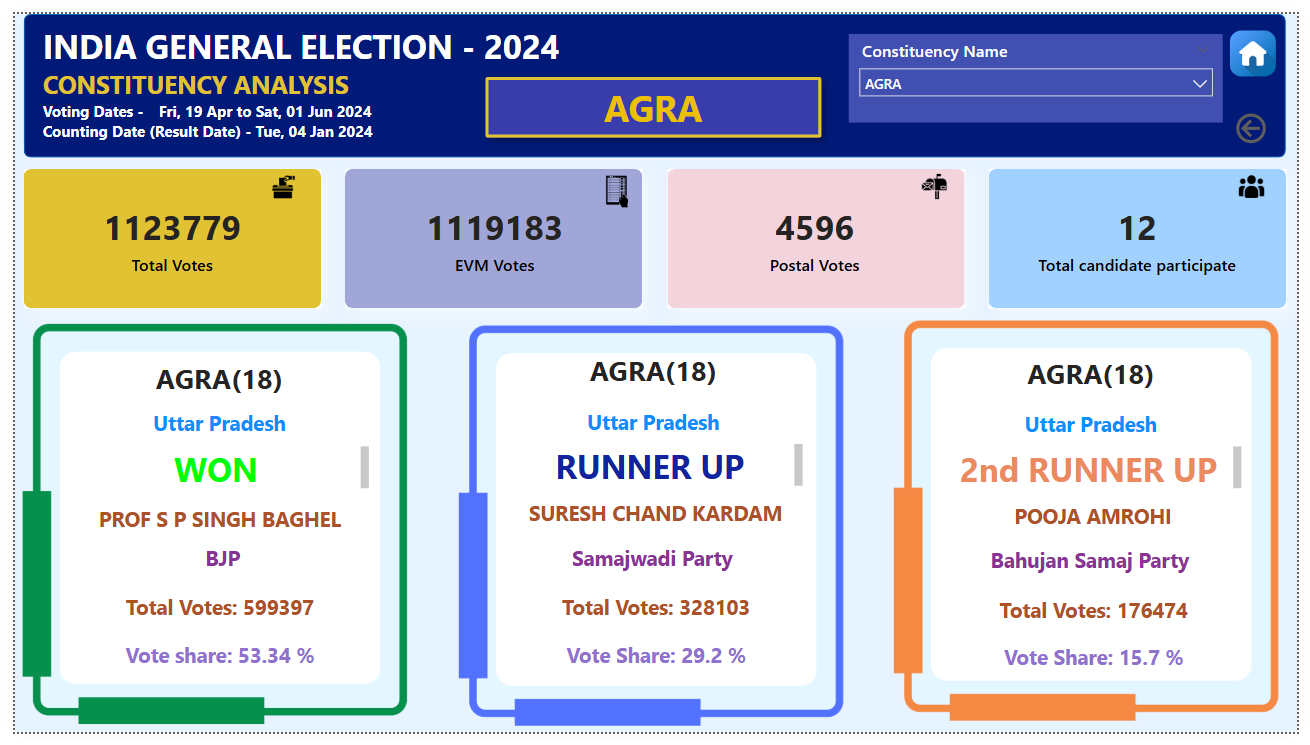 INDIA GENERAL ELECTION - 2024
CONSTITUENCY ANALYSIS
Voting Dates -   Fri, 19 Apr to Sat, 01 Jun 2024
Counting Date (Result Date) - Tue, 04 Jan 2024
AGRA
Constituency Name
AGRA
1123779
Total Votes
1119183
EVM Votes
4596
Postal Votes
12
Total candidate participate
AGRA(18)
Uttar Pradesh
WON
PROF S P SINGH BAGHEL
BJP
Total Votes: 599397
Vote share: 53.34 %
AGRA(18)
Uttar Pradesh
RUNNER UP
SURESH CHAND KARDAM
Samajwadi Party
Total Votes: 328103
Vote Share: 29.2 %
AGRA(18)
Uttar Pradesh
2nd RUNNER UP
POOJA AMROHI
Bahujan Samaj Party
Total Votes: 176474
Vote Share: 15.7 %